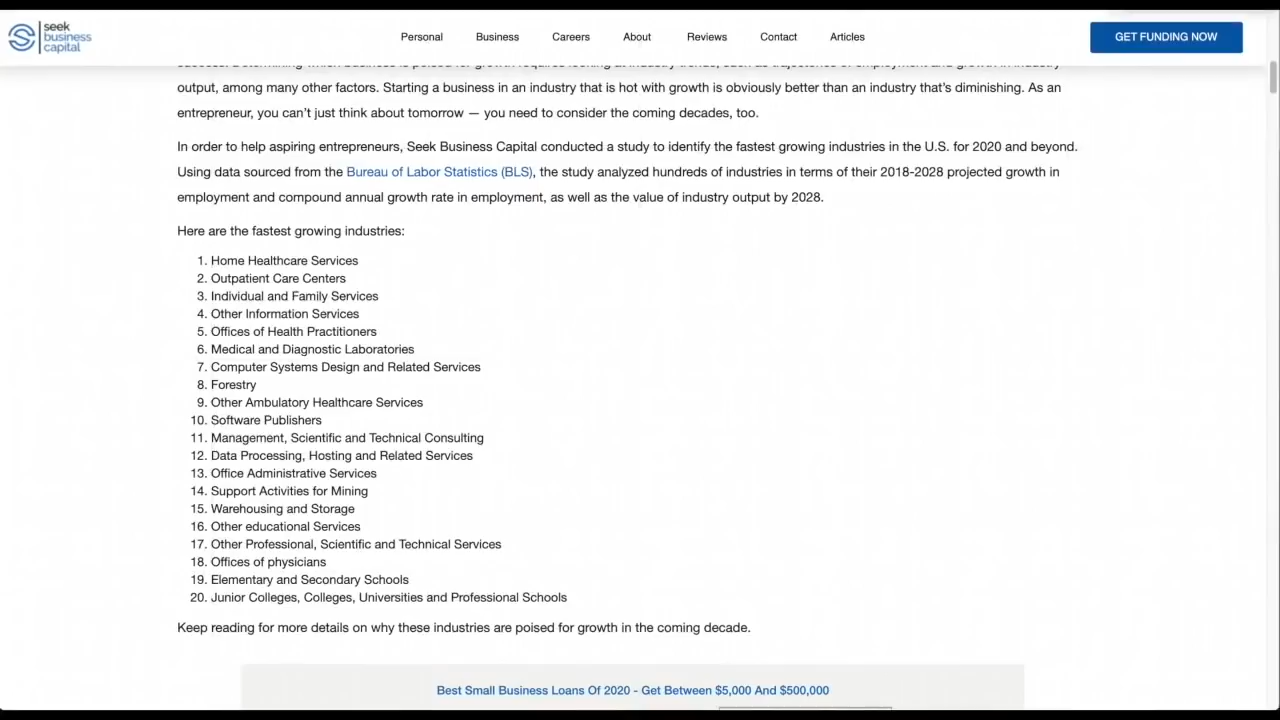 seek
business
capital
Personal Business Careers About Reviews Contact Articles
GET FUNDING NOW
output, among many other factors. Starting a business in an industry that is hot with growth is obviously better than an industry that's diminishing. As an
entrepreneur, you can't just think about tomorrow — you need to consider the coming decades, too.
In order to help aspiring entrepreneurs, Seek Business Capital conducted a study to identify the fastest growing industries in the U.S. for 2020 and beyond.
Using data sourced from the Bureau of Labor Statistics (BLS), the study analyzed hundreds of industries in terms of their 2018-2028 projected growth in
employment and compound annual growth rate in employment, as well as the value of industry output by 2028.
Here are the fastest growing industries:
1. Home Healthcare Services
2. Outpatient Care Centers
3. Individual and Family Services
4. Other Information Services
5. Offices of Health Practitioners
6. Medical and Diagnostic Laboratories
7. Computer Systems Design and Related Services
8. Forestry
9. Other Ambulatory Healthcare Services
10. Software Publishers
11. Management, Scientific and Technical Consulting
12. Data Processing, Hosting and Related Services
13. Office Administrative Services
14. Support Activities for Mining
15. Warehousing and Storage
16. Other educational Services
17. Other Professional, Scientific and Technical Services
18. Offices of physicians
19. Elementary and Secondary Schools
20. Junior Colleges, Colleges, Universities and Professional Schools
Keep reading for more details on why these industries are poised for growth in the coming decade.
Best Small Business Loans Of 2020 - Get Between $5,000 And $500,000